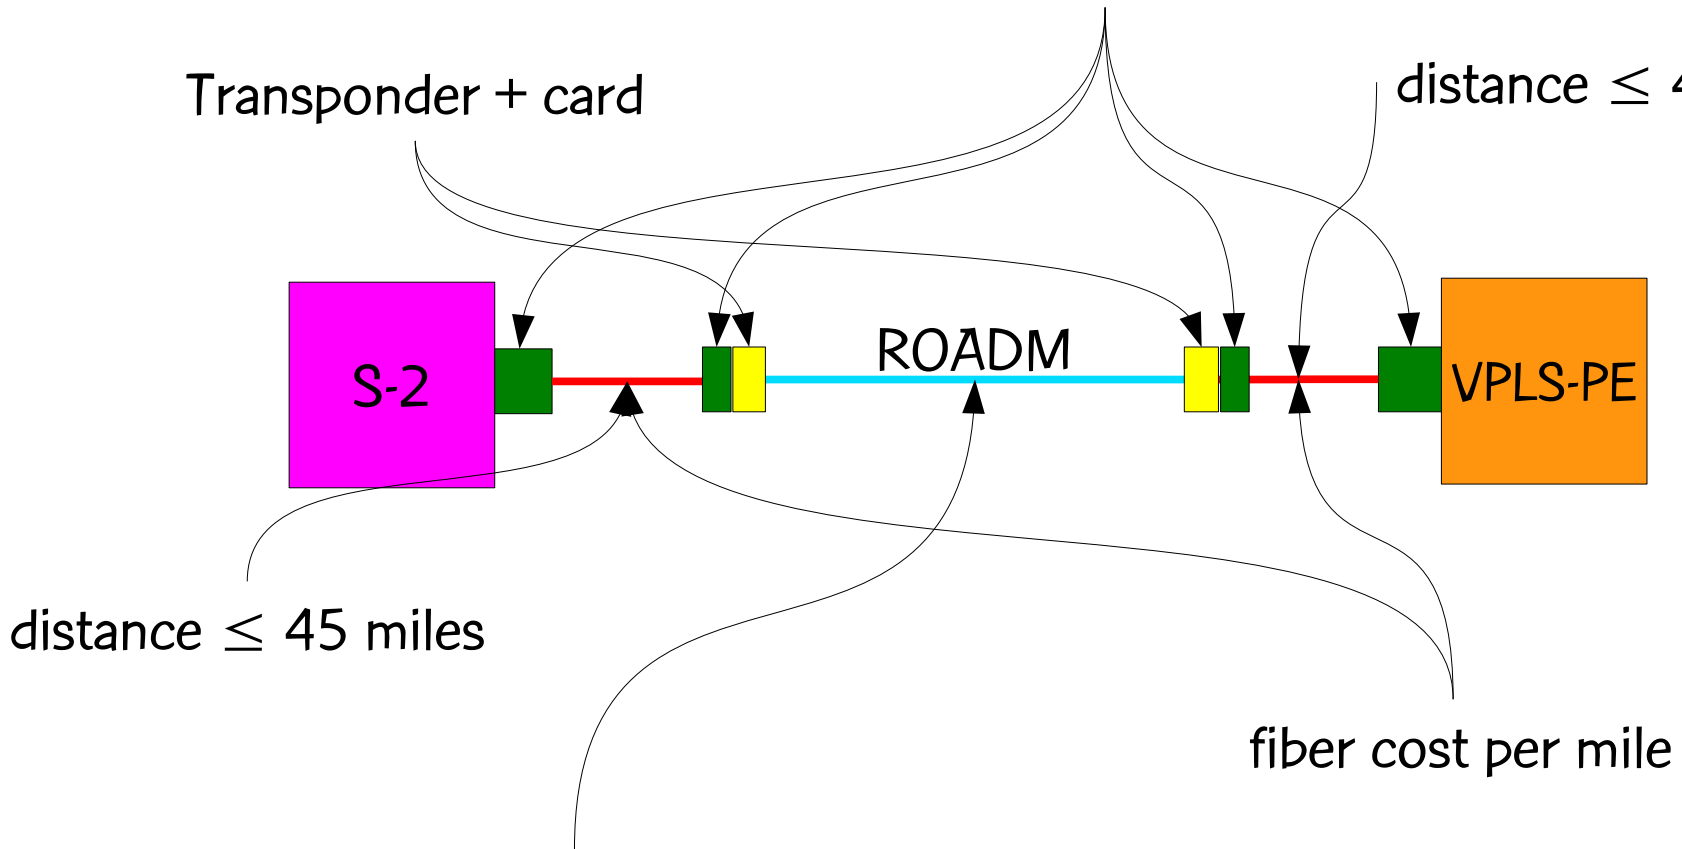 Transponder + card
distance ≤
ROADM
S-2
VPLS-PE
distance ≤ 45 miles
fiber cost per mile